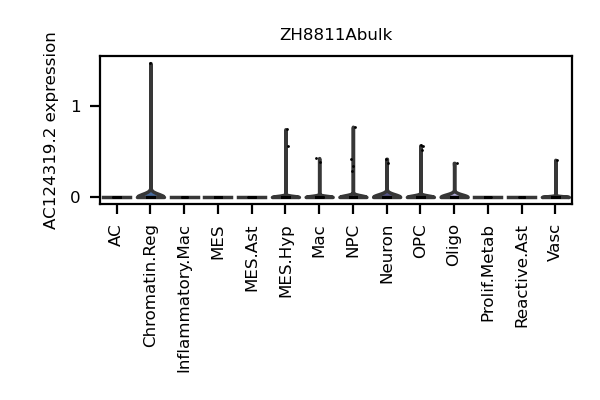 ZH8811Abulk
AC124319.2 expression
1
0
AC
Chromatin.Reg
Inflammatory.Mac
MES
MES.Ast
MES.Hyp
Mac
NPC
Neuron
OPC
Oligo
Prolif.Metab
Reactive.Ast
Vasc